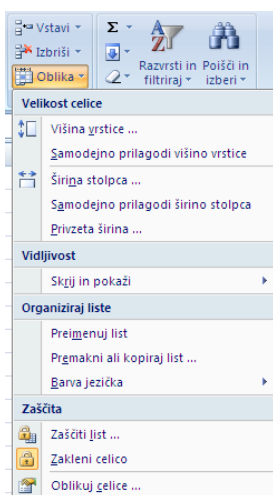 Vstavi
Izbriši
Oblika
Σ
Razvrsti in
filtriraj
Poišči in
izberi
Velikost celice
Višina vrstice ...
Samodejno prilagodi višino vrstice
Širina stolpca ...
Samodejno prilagodi širino stolpca
Privzeta širina ...
Vidljivost
Skrij in pokaži
Organiziraj liste
Preimenuj list
Premakni ali kopiraj list ...
Barva jezička
Zaščita
Zaščiti list ...
Zakleni celico
Oblikuj celice ...